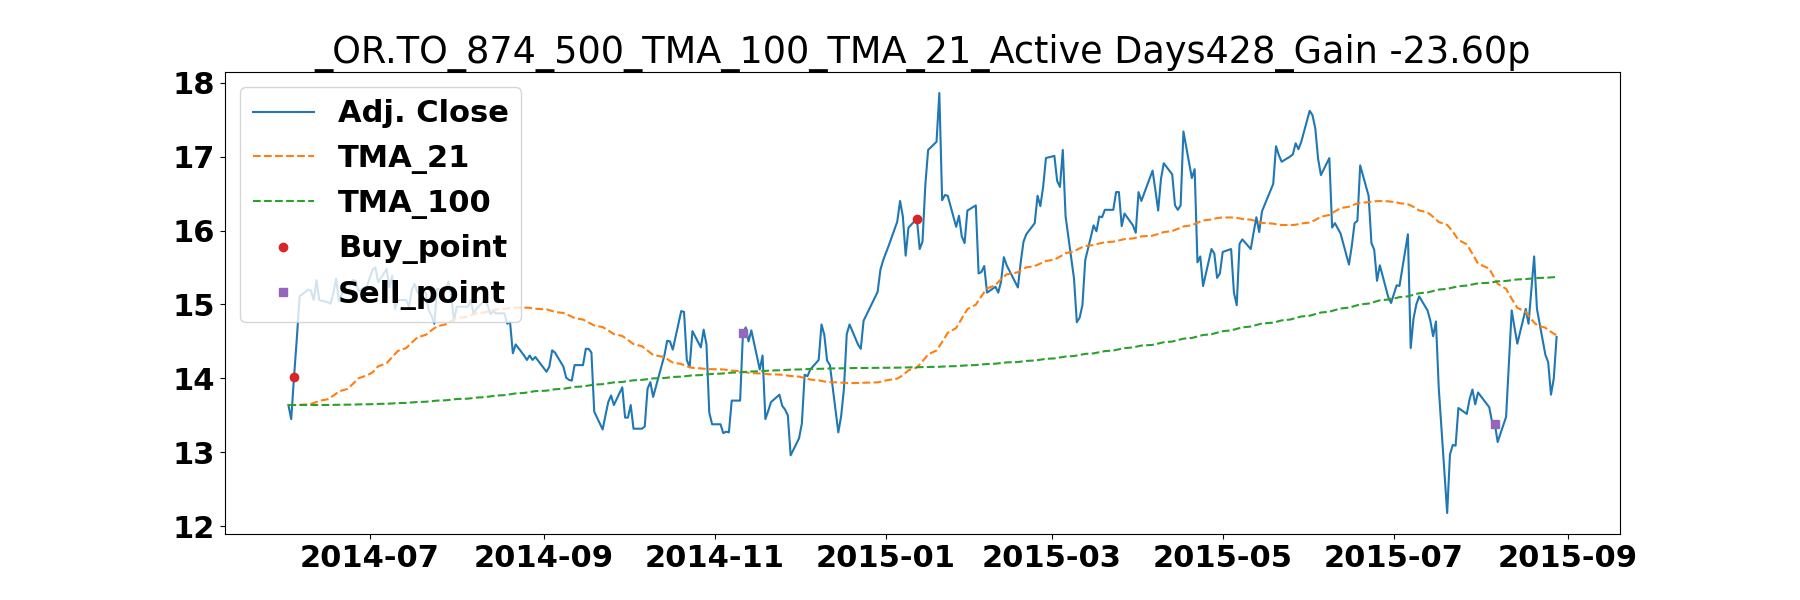 _OR.TO_874_500_TMA_100_TMA_21_Active Days428_Gain -23.60p
18
17
16
15
14
13
12
Adj. Close
TMA_21
TMA_100
Buy_point
Sell_point
2014-07 2014-09 2014-11 2015-01 2015-03 2015-05 2015-07 2015-09